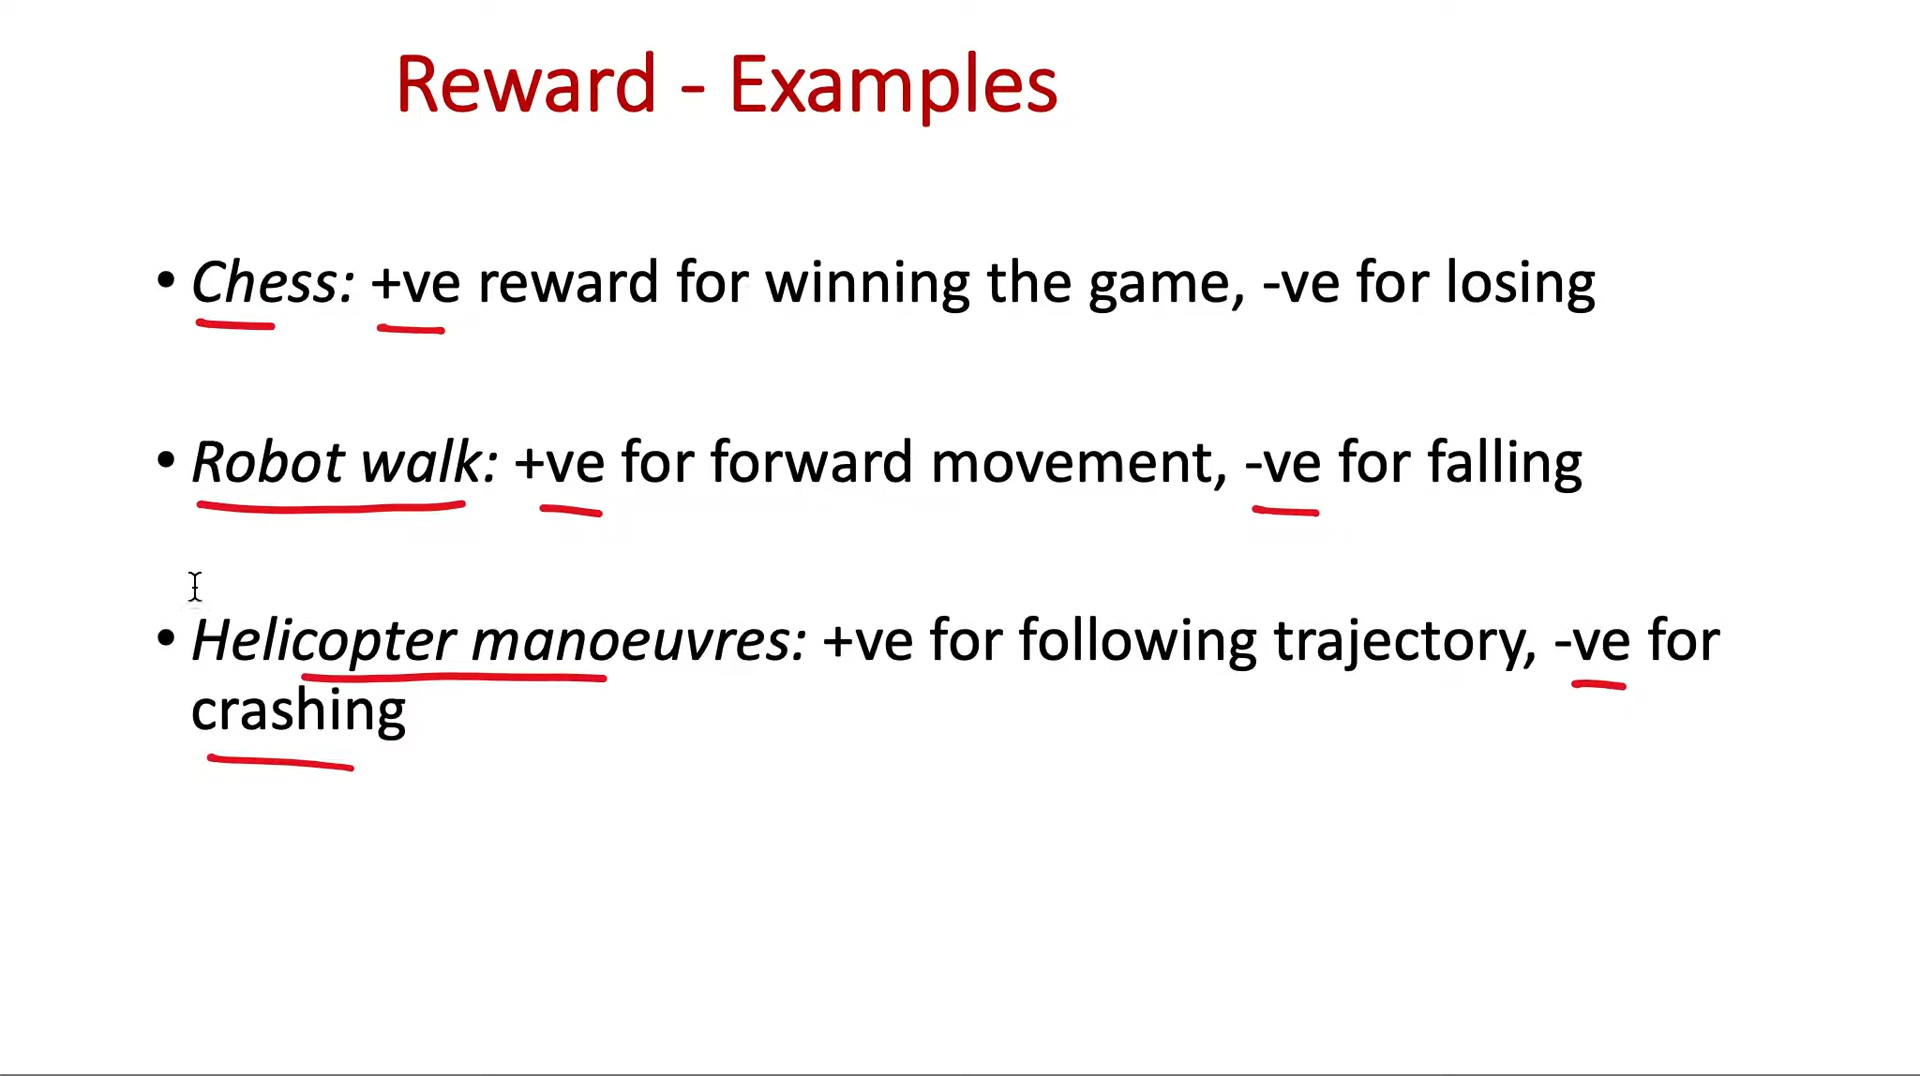 Reward - Examples
• Chess: +ve reward for winning the game, -ve for losing
• Robot walk: +ve for forward movement, -ve for falling
• Helicopter manoeuvres: +ve for following trajectory, -ve for
crashing